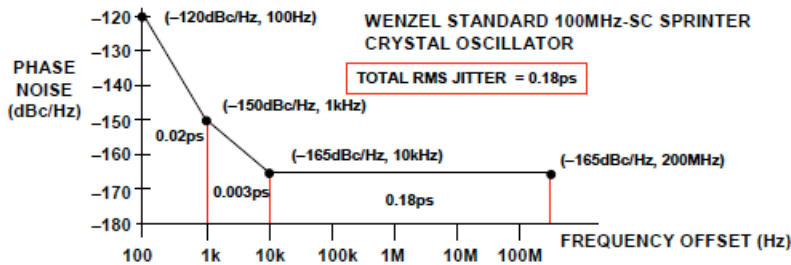 WENZEL STANDARD 100MHz-SC SPRINTER
CRYSTAL OSCILLATOR
TOTAL RMS JITTER = 0.18ps
PHASE
NOISE
(dBc/Hz)
–120
–130
–140
–150
–160
–170
–180
(–120dBc/Hz, 100Hz)
(–150dBc/Hz, 1kHz)
(–165dBc/Hz, 10kHz)
(–165dBc/Hz, 200MHz)
0.02ps
0.003ps
0.18ps
100
1k
10k
100k
1M
10M
100M
FREQUENCY OFFSET (Hz)